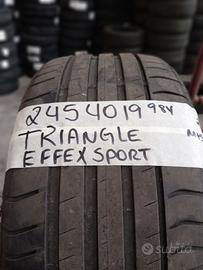 2454019 98Y
TRIANGLE
EFFEX SPORT
subito